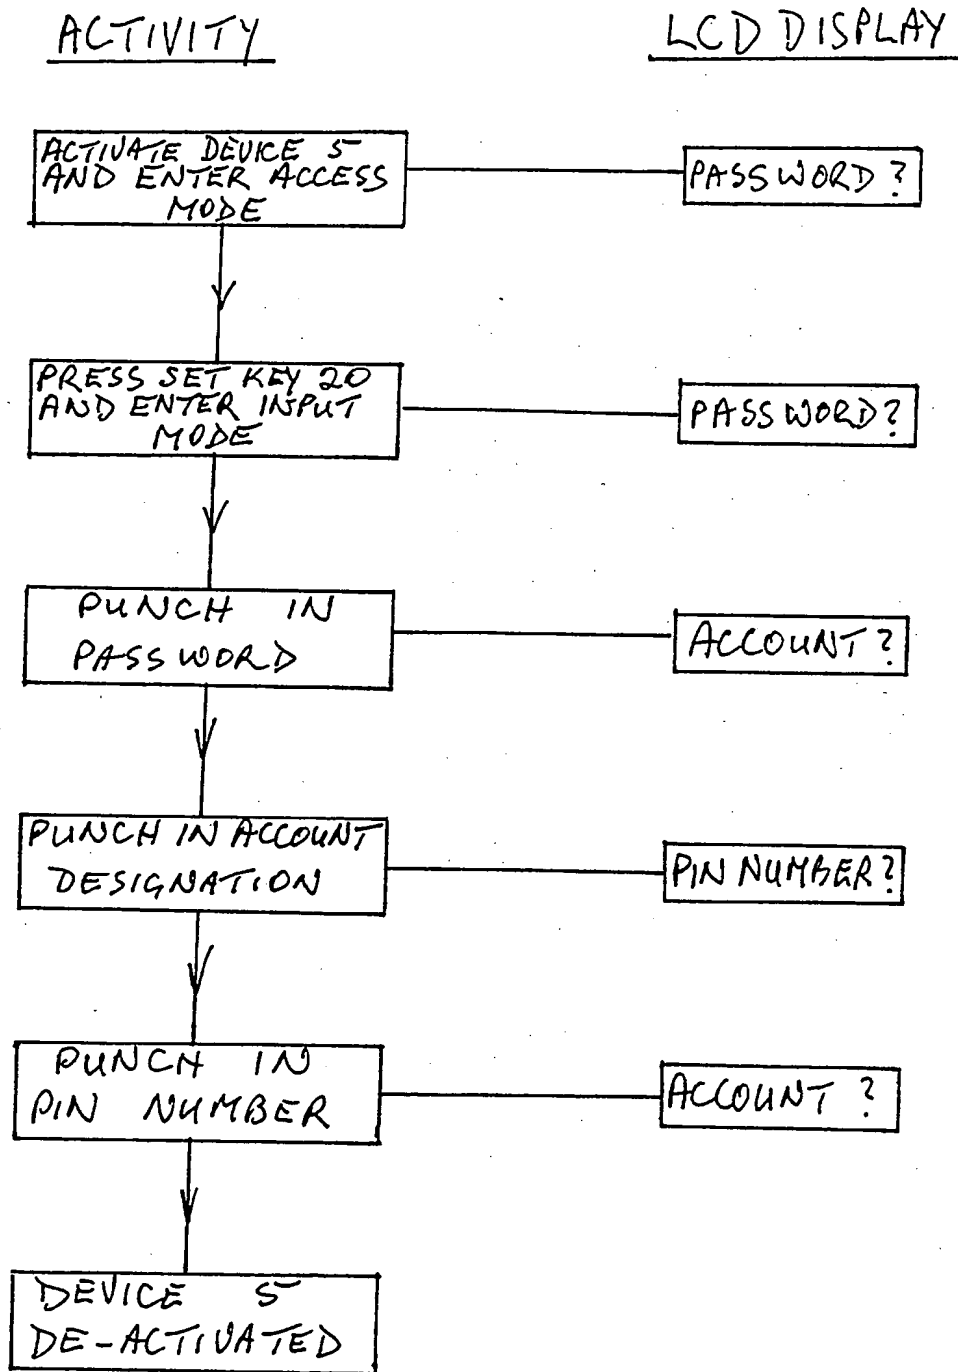 ACTIVITY
LCD DISPLAY
ACTIVATE DEVICE 5
AND ENTER ACCESS
MODE
PASSWORD?
PRESS SET KEY 20
AND ENTER INPUT
MODE
PASSWORD?
PUNCH IN
PASSWORD
ACCOUNT?
PUNCH IN ACCOUNT
DESIGNATION
PIN NUMBER?
PUNCH IN
PIN NUMBER
ACCOUNT ?
DEVICE 5
DE-ACTIVATED